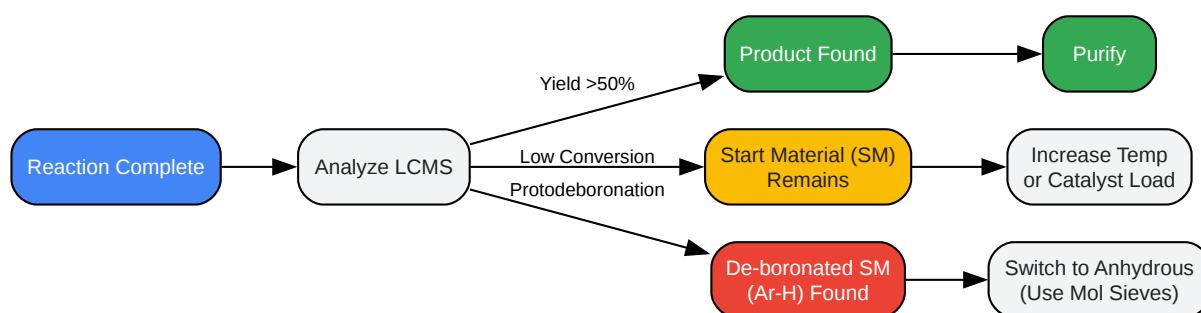 Product Found
Purify
Yield >50%
Reaction Complete
Analyze LCMS
Low Conversion
Start Material (SM)
Remains
Increase Temp
or Catalyst Load
Protodeboronation
De-boronated SM
(Ar-H) Found
Switch to Anhydrous
(Use Mol Sieves)